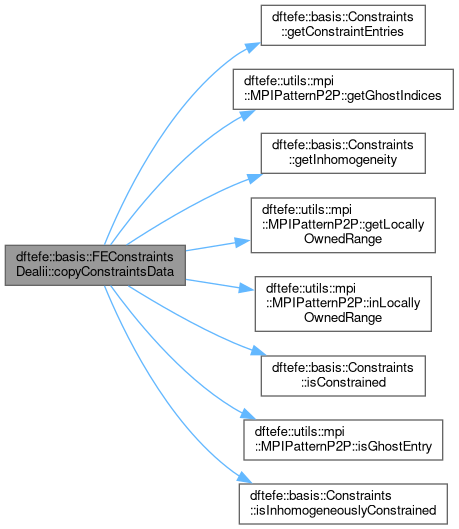 dftefe::basis::FEConstraints
Dealii::copyConstraintsData
dftefe::basis::Constraints
::getConstraintEntries
dftefe::utils::mpi
::MPIPatternP2P::getGhostIndices
dftefe::basis::Constraints
::getInhomogeneity
dftefe::utils::mpi
::MPIPatternP2P::getLocally
OwnedRange
dftefe::utils::mpi
::MPIPatternP2P::inLocally
OwnedRange
dftefe::basis::Constraints
::isConstrained
dftefe::utils::mpi
::MPIPatternP2P::isGhostEntry
dftefe::basis::Constraints
::isInhomogeneouslyConstrained